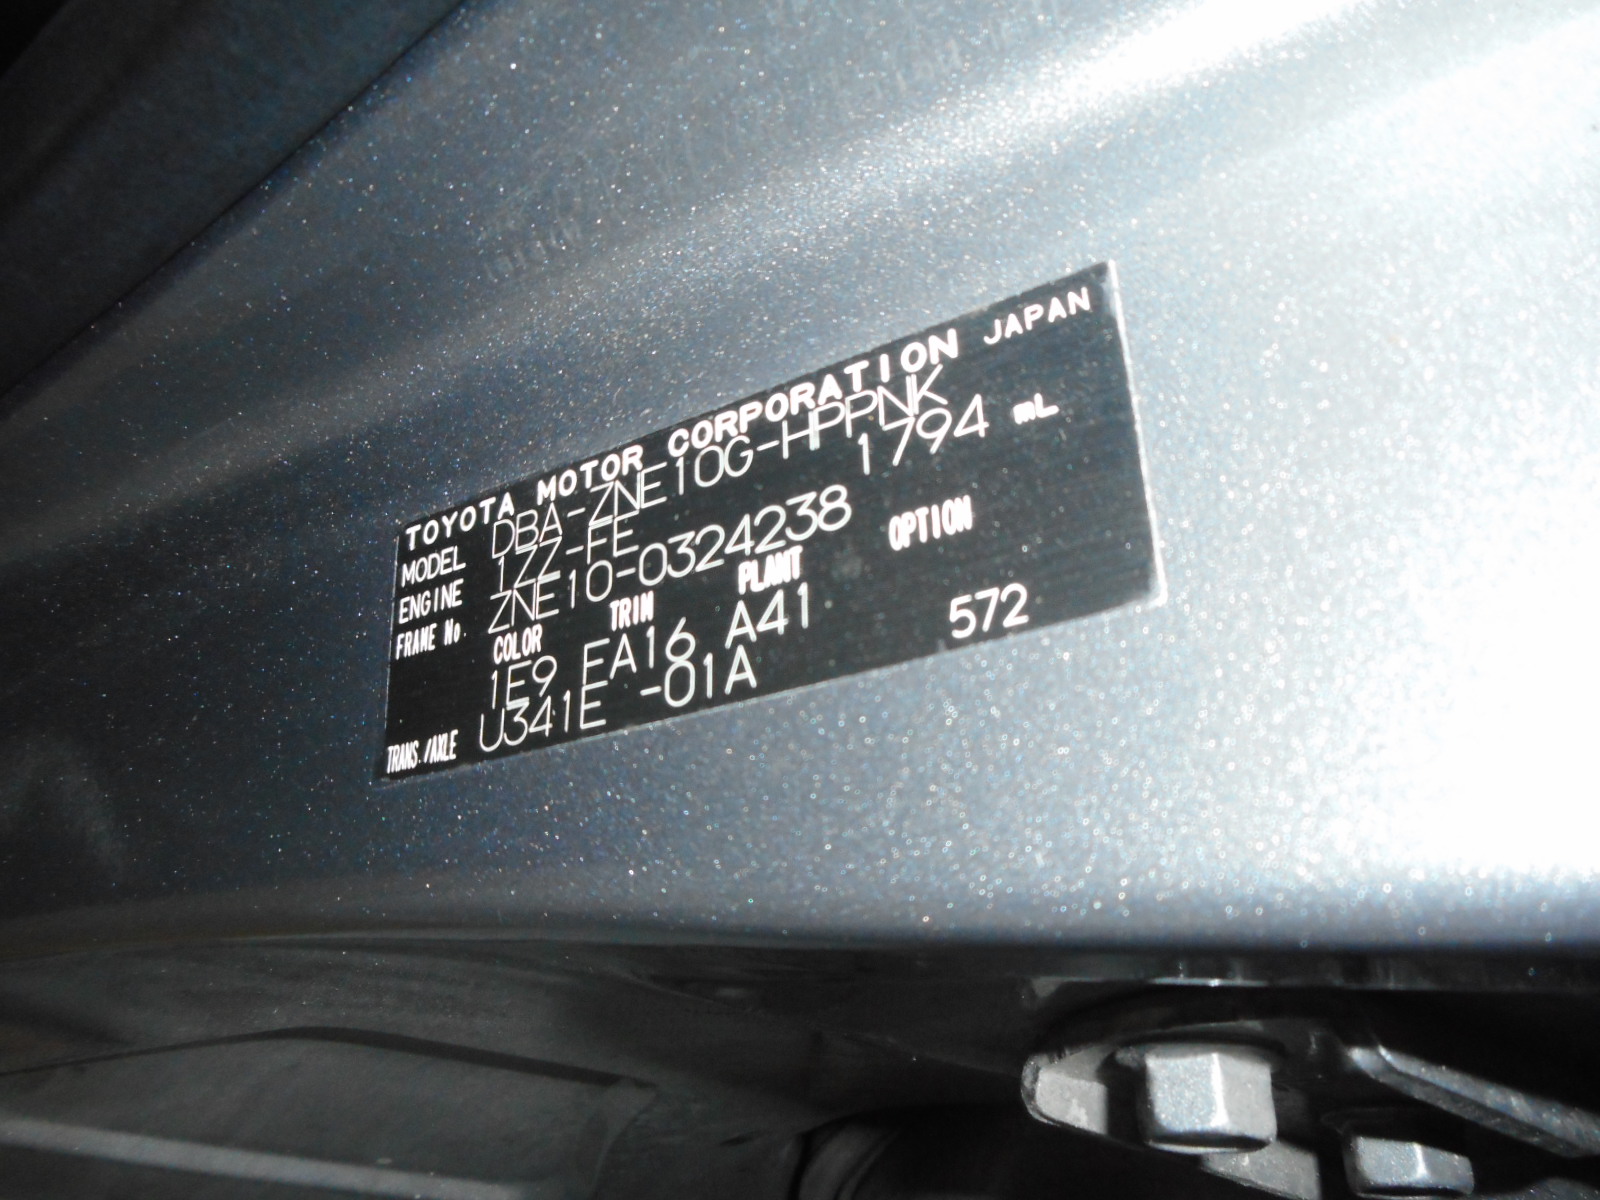 TOYOTA MOTOR CORPORATION JAPAN
MODEL DBA-ZNE10G-HPPNK
ENGINE 1ZZ-FE 1794 mL
FRAME No. ZNE10-0324238
COLOR TRIM PLANT OPTION
1E9 EA16 A41 572
TRANS./AXLE U341E -01A